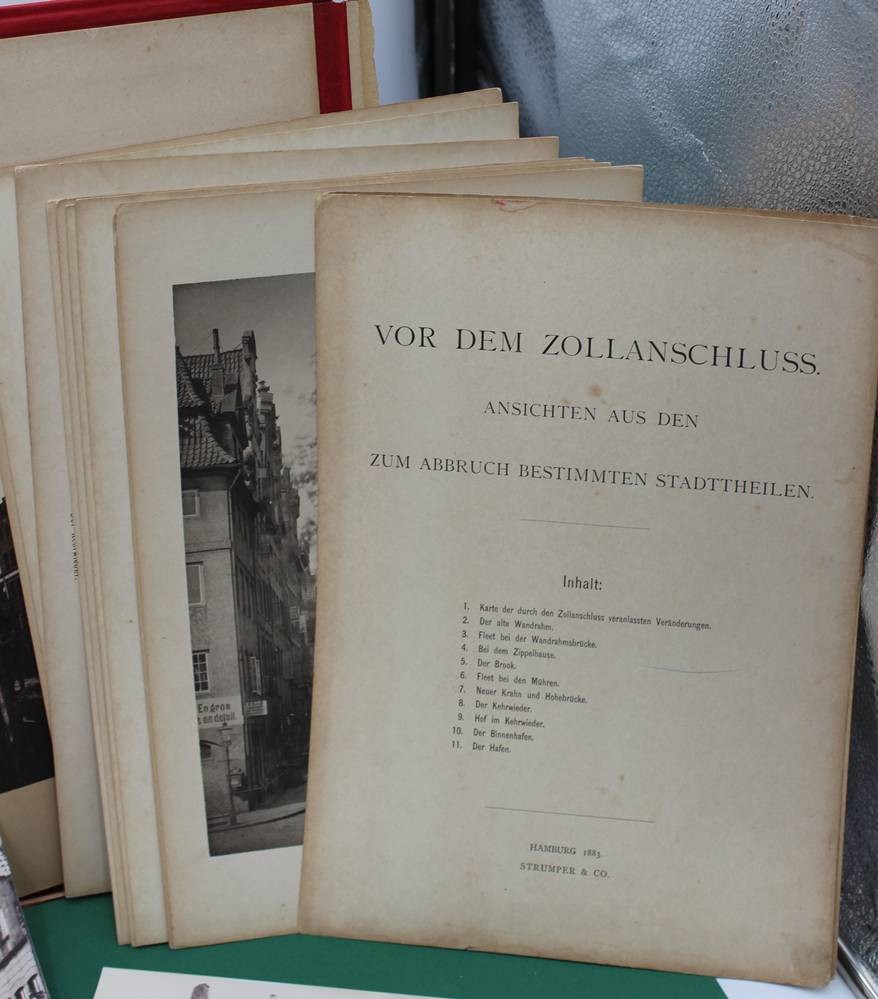 VOR DEM ZOLLANSCHLUSS.
ANSICHTEN AUS DEN
ZUM ABBRUCH BESTIMMTEN STADTTHEILEN.
Inhalt:
1. Karte der durch den Zollanschluss veranlassten Veränderungen.
2. Der alte Wandrahm.
3. Fleet bei der Wandrahmsbrücke.
4. Bei dem Zippelhause.
5. Der Brook.
6. Fleet bei den Mühren.
7. Neuer Krahn und Hohebrücke.
8. Der Kehrwieder.
9. Hof im Kehrwieder.
10. Der Binnenhafen.
11. Der Hafen.
HAMBURG 1883.
STRUMPER & CO.
En gros
en detail